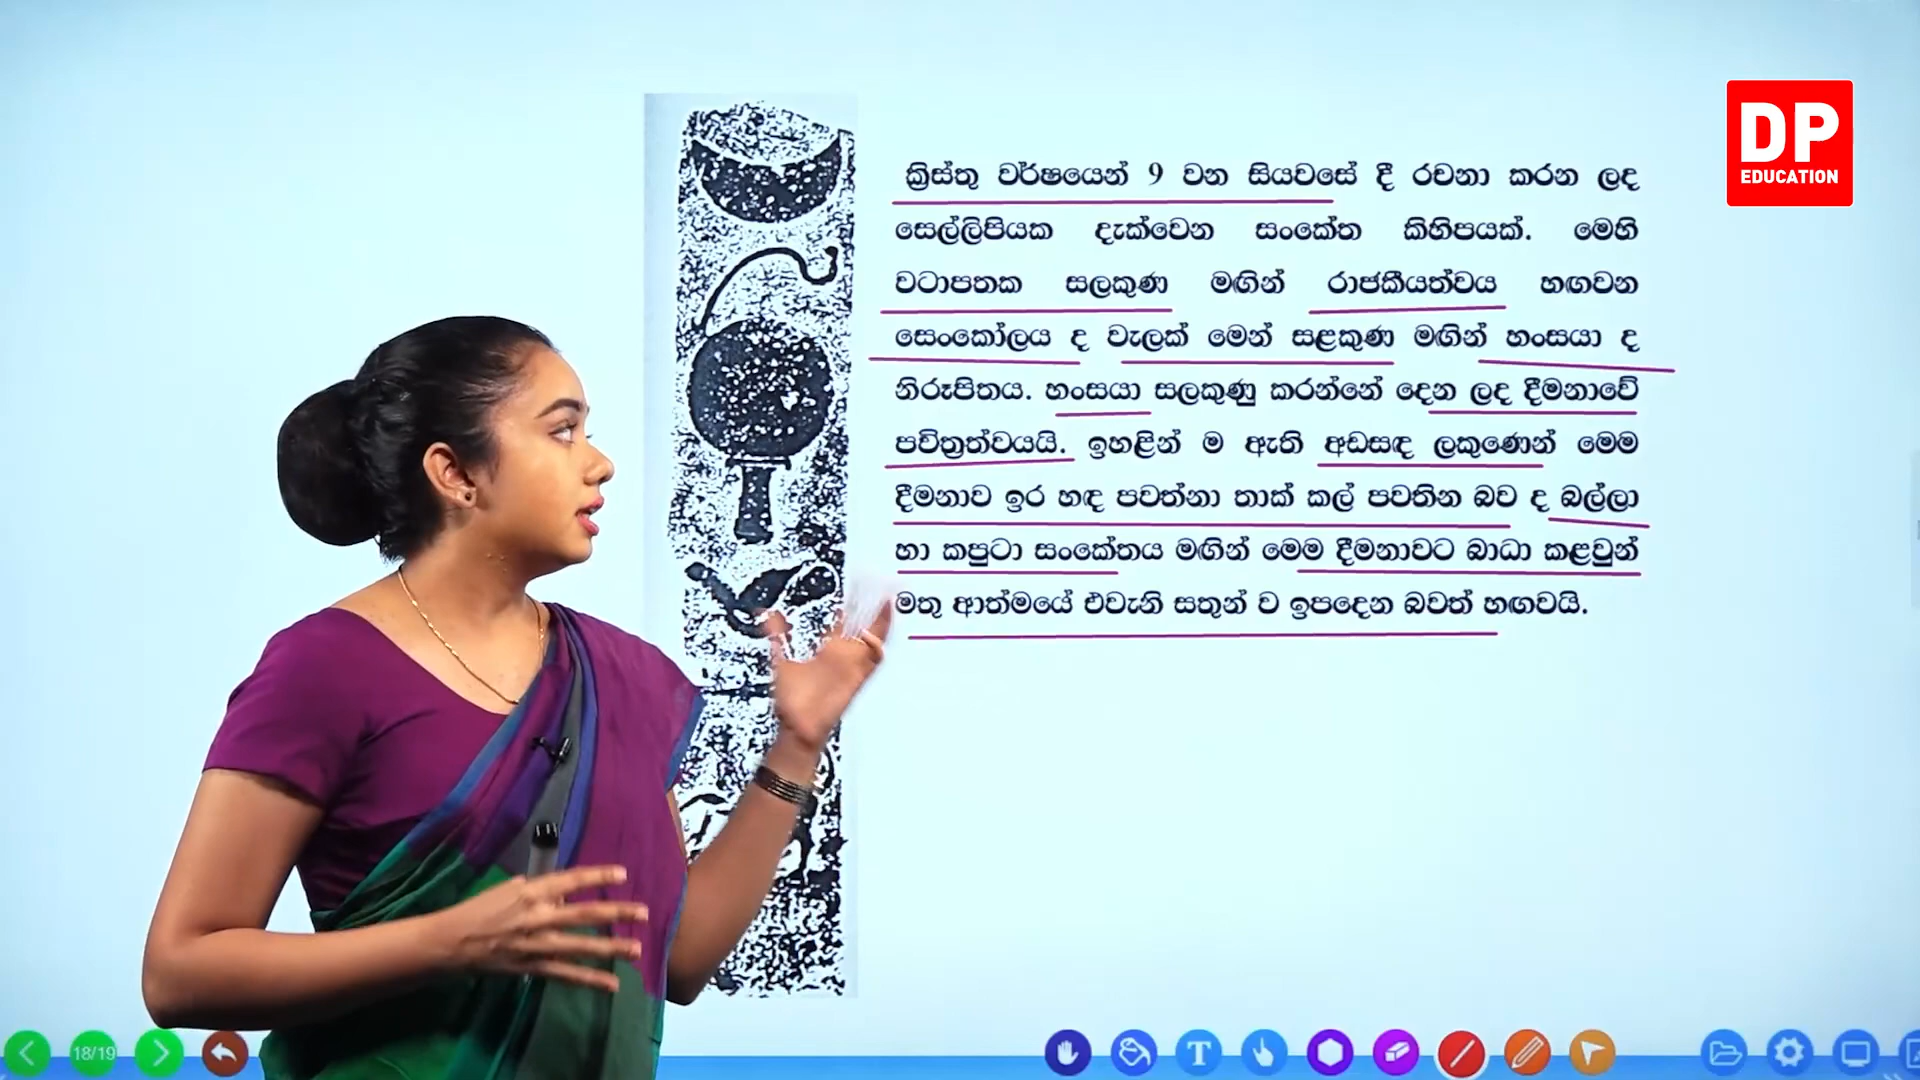 DP
EDUCATION
ක්‍රිස්තු වර්ෂයෙන් 9 වන සියවසේ දී රචනා කරන ලද
සෙල්ලිපියක දැක්වෙන සංකේත කිහිපයක්. මෙහි
වටාපතක සලකුණ මඟින් රාජකීයත්වය හඟවන
සෙංකෝලය ද වැලක් මෙන් සළකුණ මඟින් හංසයා ද
නිරූපිතය. හංසයා සලකුණු කරන්නේ දෙන ලද දීමනාවේ
පවිත්‍රත්වයයි. ඉහළින් ම ඇති අඩසඳ ලකුණෙන් මෙම
දීමනාව ඉර හඳ පවත්නා තාක් කල් පවතින බව ද බල්ලා
හා කපුටා සංකේතය මඟින් මෙම දීමනාවට බාධා කළවුන්
මතු ආත්මයේ එවැනි සතුන් ව ඉපදෙන බවත් හඟවයි.
18/19
T